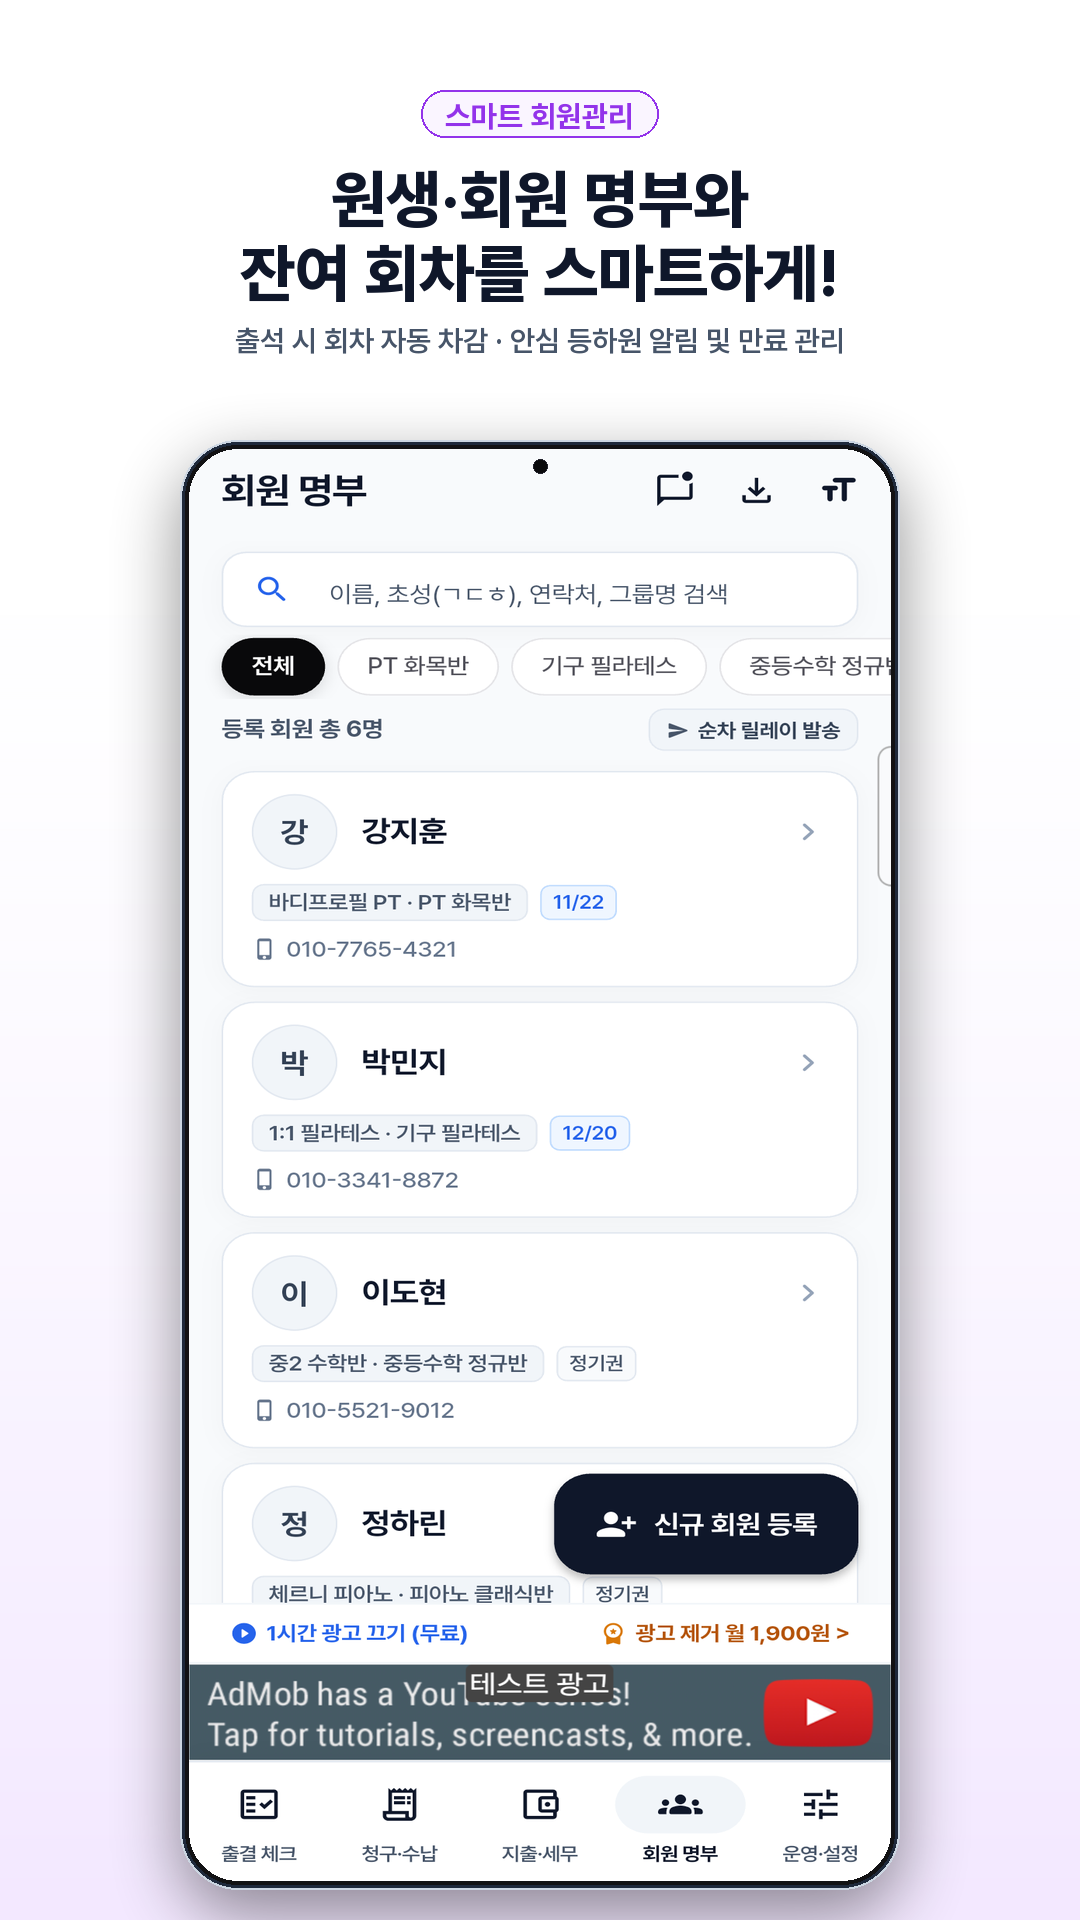 스마트 회원관리
원생·회원 명부와
잔여 회차를 스마트하게!
출석 시 회차 자동 차감 · 안심 등하원 알림 및 만료 관리
회원 명부
이름, 초성(ㄱㄷㅎ), 연락처, 그룹명 검색
전체
PT 화목반
기구 필라테스
중등수학 정규반
등록 회원 총 6명
순차 릴레이 발송
강
강지훈
바디프로필 PT · PT 화목반
11/22
010-7765-4321
박
박민지
1:1 필라테스 · 기구 필라테스
12/20
010-3341-8872
이
이도현
중2 수학반 · 중등수학 정규반
정기권
010-5521-9012
정
정하린
신규 회원 등록
체르니 피아노 · 피아노 클래식반
정기권
1시간 광고 끄기 (무료)
광고 제거 월 1,900원 >
테스트 광고
AdMob has a YouTube series!
Tap for tutorials, screencasts, & more.
출결 체크
청구·수납
지출·세무
회원 명부
운영·설정